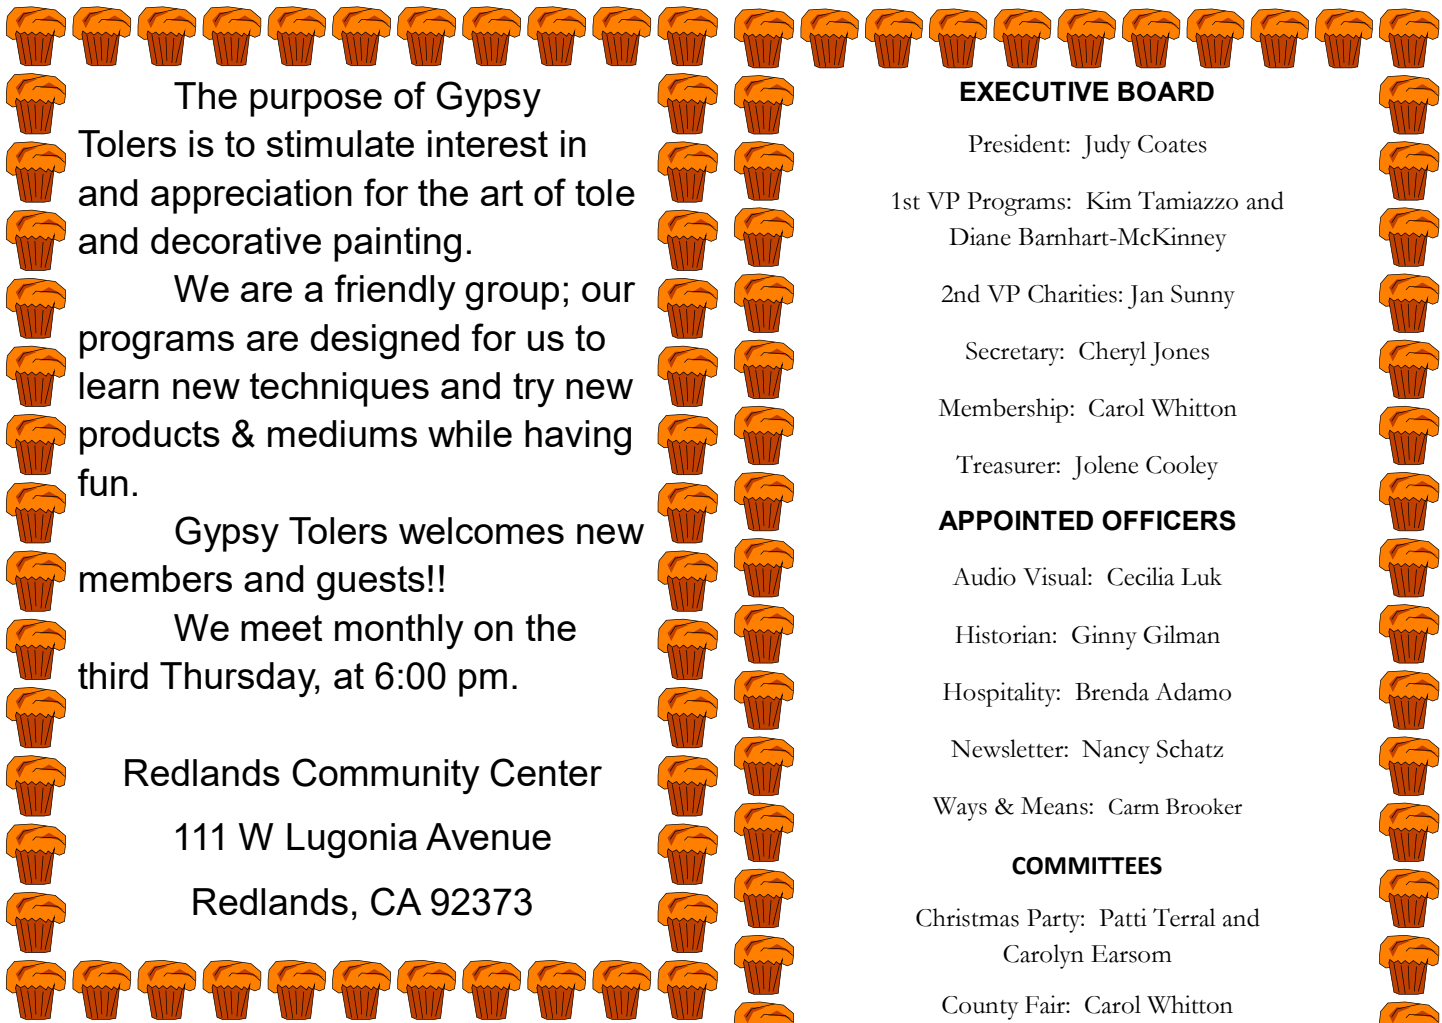 The purpose of Gypsy
Tolers is to stimulate interest in
and appreciation for the art of tole
and decorative painting.
We are a friendly group; our
programs are designed for us to
learn new techniques and try new
products & mediums while having
fun.
Gypsy Tolers welcomes new
members and guests!!
We meet monthly on the
third Thursday, at 6:00 pm.
Redlands Community Center
111 W Lugonia Avenue
Redlands, CA 92373
EXECUTIVE BOARD
President: Judy Coates
1st VP Programs: Kim Tamiazzo and
Diane Barnhart-McKinney
2nd VP Charities: Jan Sunny
Secretary: Cheryl Jones
Membership: Carol Whitton
Treasurer: Jolene Cooley
APPOINTED OFFICERS
Audio Visual: Cecilia Luk
Historian: Ginny Gilman
Hospitality: Brenda Adamo
Newsletter: Nancy Schatz
Ways & Means: Carm Brooker
COMMITTEES
Christmas Party: Patti Terral and
Carolyn Earsom
County Fair: Carol Whitton